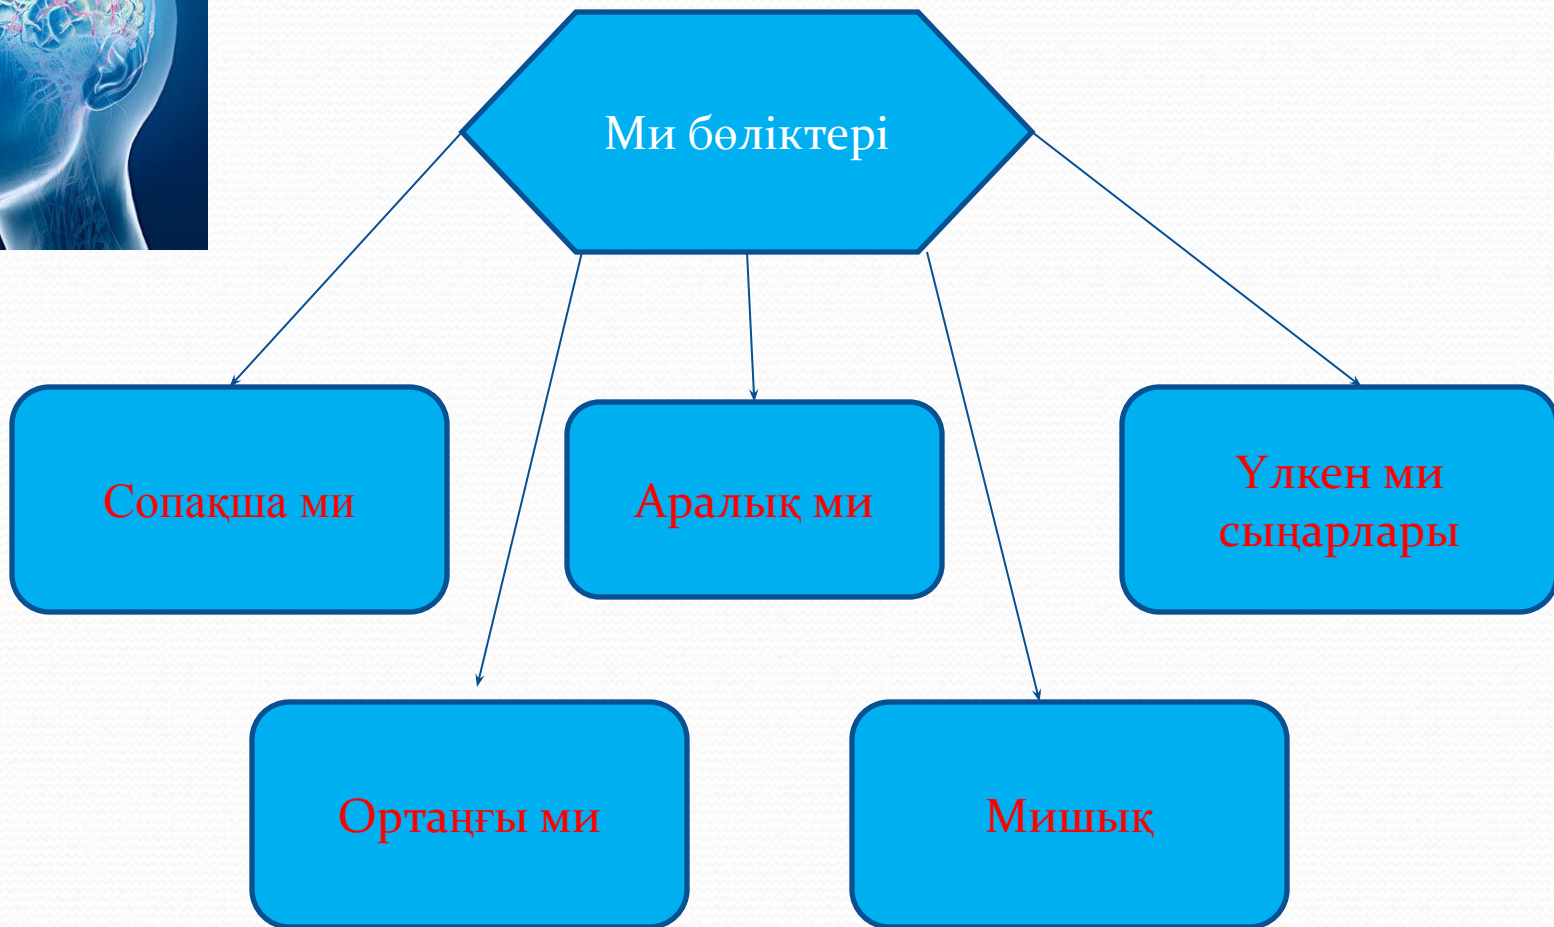 Ми бөліктері
Сопақша ми
Аралық ми
Үлкен ми
сыңарлары
Ортаңғы ми
Мишық